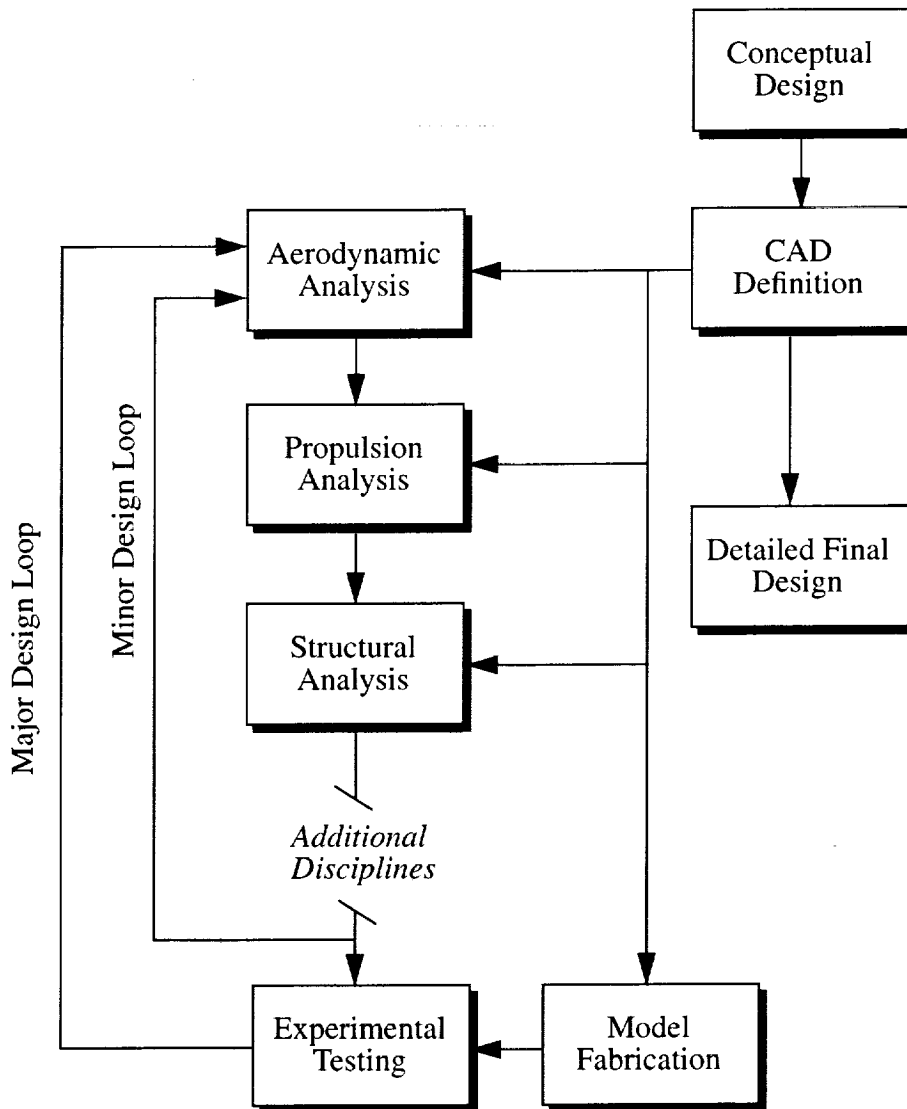 Conceptual
Design
Aerodynamic
Analysis
CAD
Definition
Propulsion
Analysis
Detailed Final
Design
Structural
Analysis
Major Design Loop
Minor Design Loop
Additional
Disciplines
Experimental
Testing
Model
Fabrication